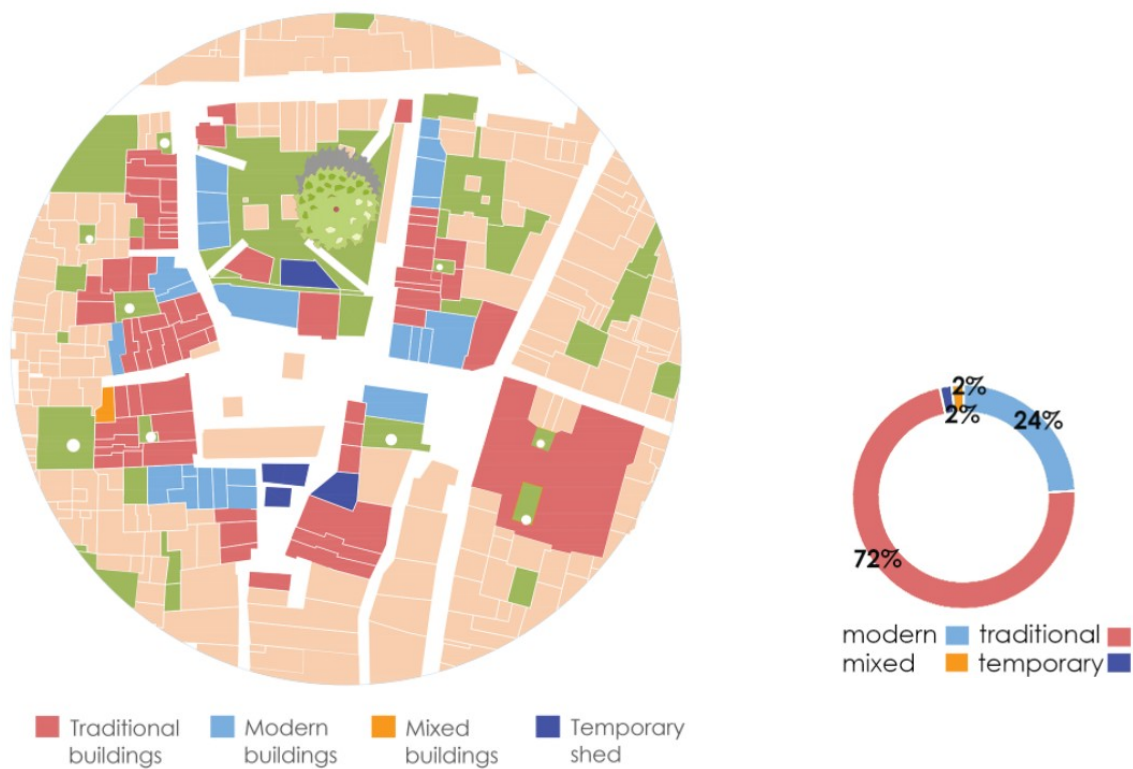 2%
2%
24%
72%
modern traditional
mixed temporary
Traditional buildings
Modern buildings
Mixed buildings
Temporary shed